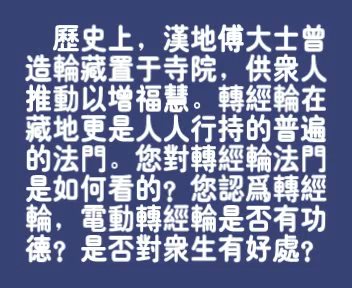 歷史上，漢地傅大士曾
造輪藏置于寺院，供衆人
推動以增福慧。轉經輪在
藏地更是人人行持的普遍
的法門。您對轉經輪法門
是如何看的？您認爲轉經
輪，電動轉經輪是否有功
德？是否對衆生有好處？